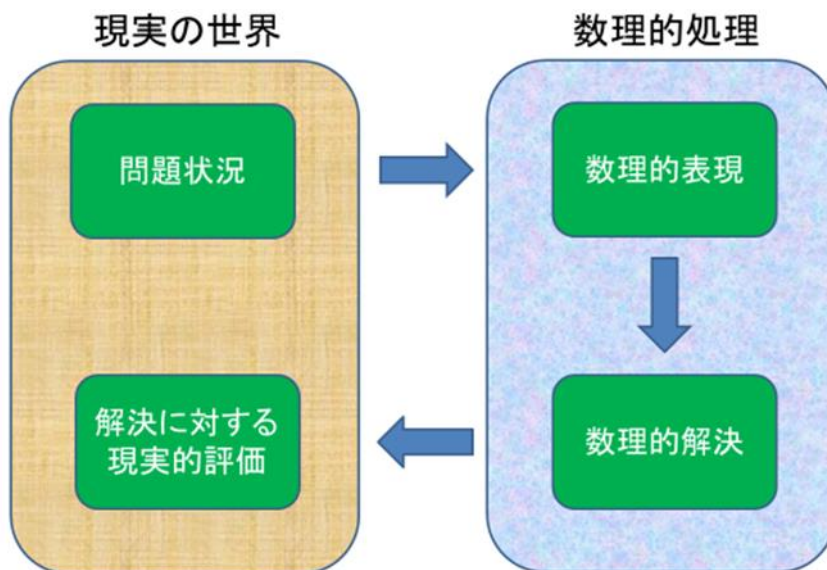 現実の世界
数理的処理
問題状況
数理的表現
解決に対する
現実的評価
数理的解決